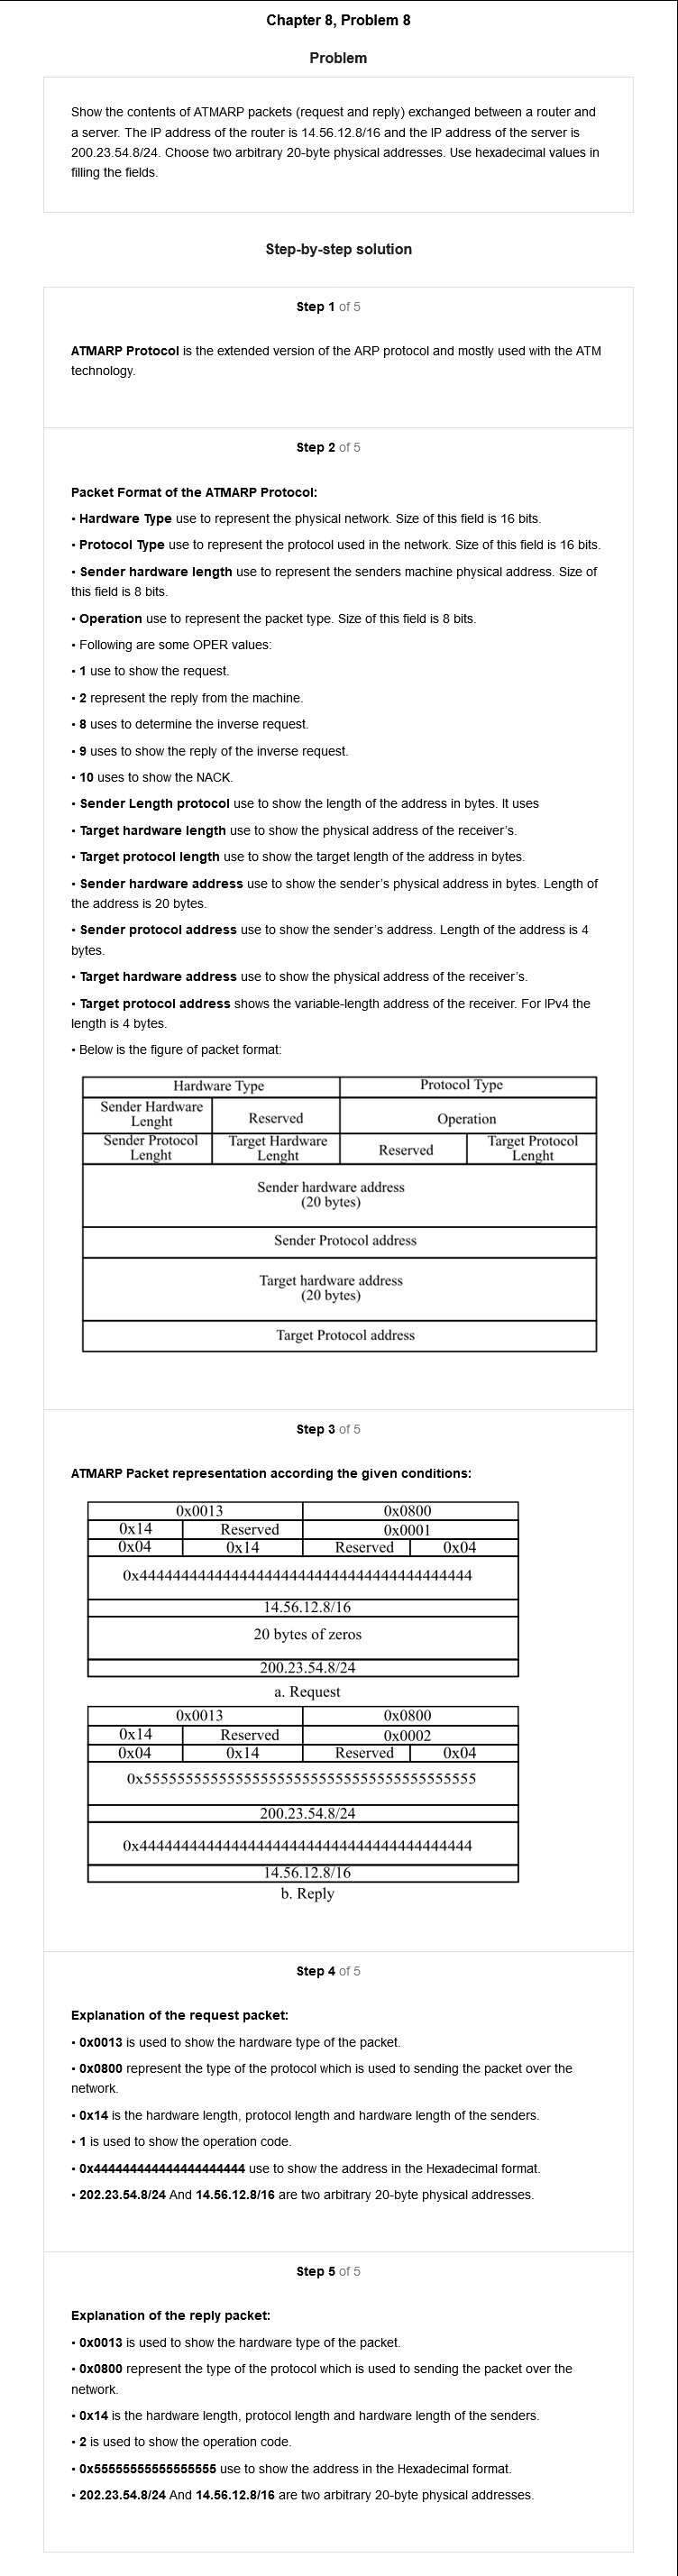 Chapter 8, Problem 8
Problem
Show the contents of ATMARP packets (request and reply) exchanged between a router and
a server. The IP address of the router is 14.56.12.8/16 and the IP address of the server is
200.23.54.8/24. Choose two arbitrary 20-byte physical addresses. Use hexadecimal values in
filling the fields.
Step-by-step solution
Step 1 of 5
ATMARP Protocol is the extended version of the ARP protocol and mostly used with the ATM
technology.
Step 2 of 5
Packet Format of the ATMARP Protocol:
• Hardware Type use to represent the physical network. Size of this field is 16 bits.
• Protocol Type use to represent the protocol used in the network. Size of this field is 16 bits.
• Sender hardware length use to represent the senders machine physical address. Size of
this field is 8 bits.
• Operation use to represent the packet type. Size of this field is 8 bits.
• Following are some OPER values:
• 1 use to show the request.
• 2 represent the reply from the machine.
• 8 uses to determine the inverse request.
• 9 uses to show the reply of the inverse request.
• 10 uses to show the NACK.
• Sender Length protocol use to show the length of the address in bytes. It uses
• Target hardware length use to show the physical address of the receiver's.
• Target protocol length use to show the target length of the address in bytes.
• Sender hardware address use to show the sender's physical address in bytes. Length of
the address is 20 bytes.
• Sender protocol address use to show the sender's address. Length of the address is 4
bytes.
• Target hardware address use to show the physical address of the receiver's.
• Target protocol address shows the variable-length address of the receiver. For IPv4 the
length is 4 bytes.
• Below is the figure of packet format:
Hardware Type Protocol Type
Sender Hardware
Lenght Reserved Operation
Sender Protocol
Lenght Target Hardware
Lenght Reserved Target Protocol
Lenght
Sender hardware address
(20 bytes)
Sender Protocol address
Target hardware address
(20 bytes)
Target Protocol address
Step 3 of 5
ATMARP Packet representation according the given conditions:
0x0013 0x0800
0x14 Reserved 0x0001
0x04 0x14 Reserved 0x04
0x4444444444444444444444444444444444444444
14.56.12.8/16
20 bytes of zeros
200.23.54.8/24
a. Request
0x0013 0x0800
0x14 Reserved 0x0002
0x04 0x14 Reserved 0x04
0x5555555555555555555555555555555555555555
200.23.54.8/24
0x4444444444444444444444444444444444444444
14.56.12.8/16
b. Reply
Step 4 of 5
Explanation of the request packet:
• 0x0013 is used to show the hardware type of the packet.
• 0x0800 represent the type of the protocol which is used to sending the packet over the
network.
• 0x14 is the hardware length, protocol length and hardware length of the senders.
• 1 is used to show the operation code.
• 0x444444444444444444444 use to show the address in the Hexadecimal format.
• 202.23.54.8/24 And 14.56.12.8/16 are two arbitrary 20-byte physical addresses.
Step 5 of 5
Explanation of the reply packet:
• 0x0013 is used to show the hardware type of the packet.
• 0x0800 represent the type of the protocol which is used to sending the packet over the
network.
• 0x14 is the hardware length, protocol length and hardware length of the senders.
• 2 is used to show the operation code.
• 0x55555555555555555 use to show the address in the Hexadecimal format.
• 202.23.54.8/24 And 14.56.12.8/16 are two arbitrary 20-byte physical addresses.